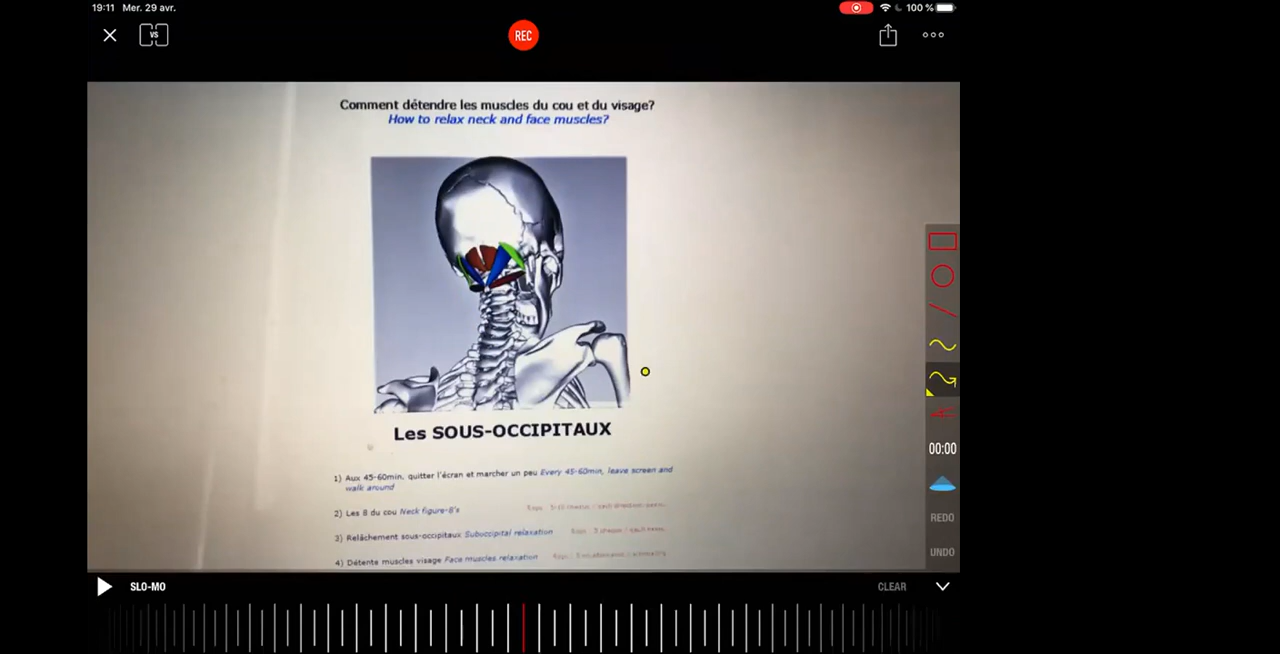 19:11 Mer. 29 avr.
100 %
VS
REC
Comment détendre les muscles du cou et du visage?
How to relax neck and face muscles?
Les SOUS-OCCIPITAUX
1) Aux 45-60min, quitter l'écran et marcher un peu Every 45-60min, leave screen and
walk around
2) Les 8 du cou Neck figure-8's
3) Relâchement sous-occipitaux Suboccipital relaxation
4) Détente muscles visage Face muscles relaxation
A
00:00
REDO
UNDO
SLO-MO
CLEAR